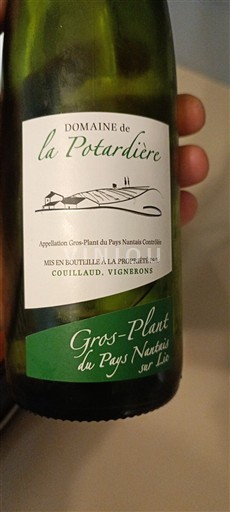 DOMAINE de
la Potardière
Appellation Gros-Plant du Pays Nantais Contrôlée
MIS EN BOUTEILLE A LA PROPRIÉTÉ PAR
COUILLAUD, VIGNERONS
Gros-Plant
du Pays Nantais
sur Lie